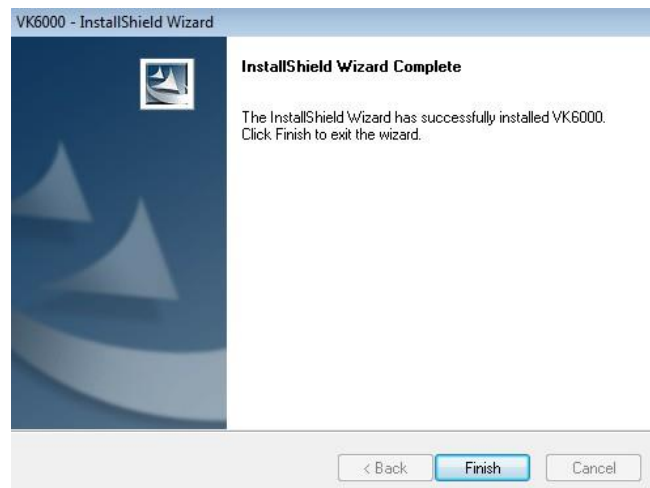 VK6000 - InstallShield Wizard
InstallShield Wizard Complete
The InstallShield Wizard has successfully installed VK6000.
Click Finish to exit the wizard.
< Back
Finish
Cancel